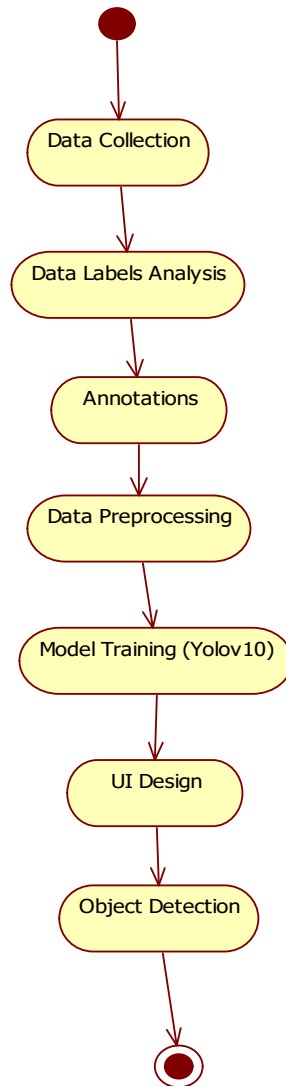 Data Collection
Data Labels Analysis
Annotations
Data Preprocessing
Model Training (Yolov10)
UI Design
Object Detection